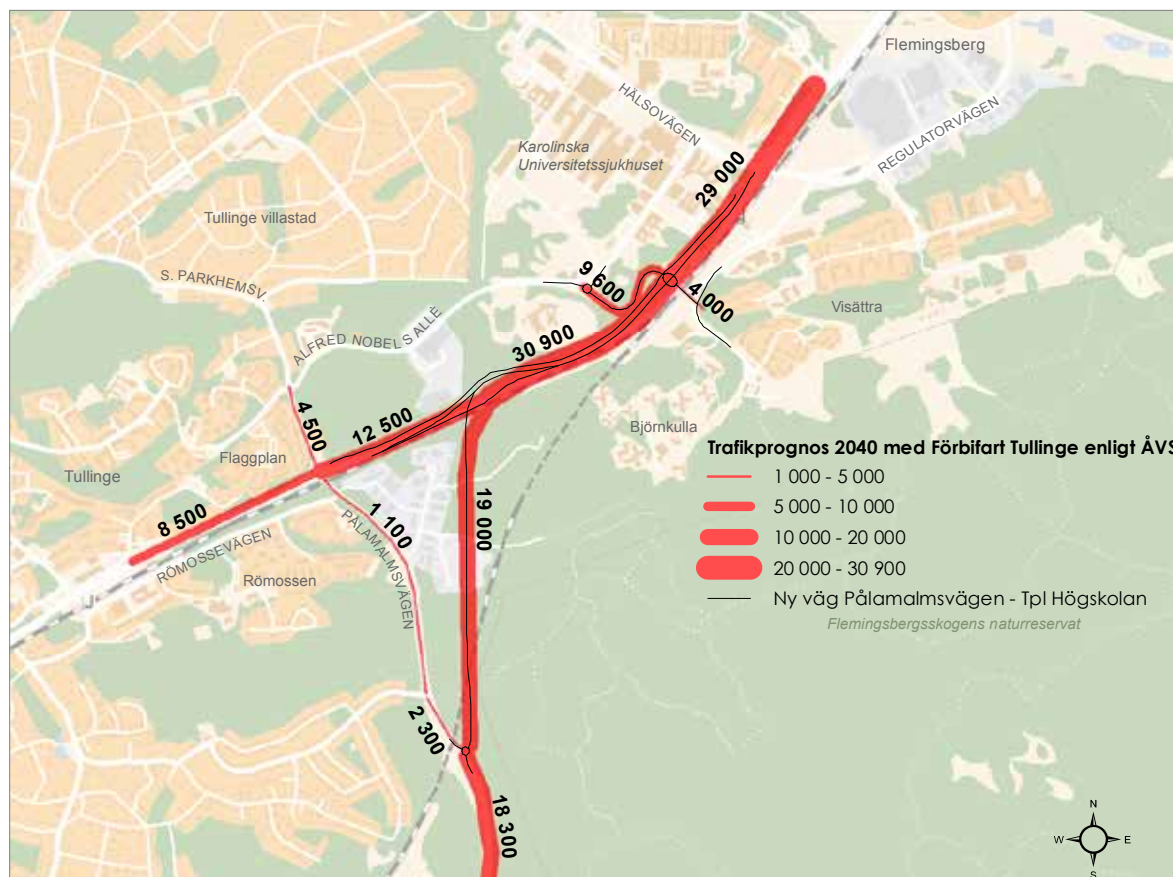 Flemingsberg
HÄLSOVÄGEN
REGULATORVÄGEN
Karolinska
Universitetssjukhuset
29 000
Tullinge villastad
S. PARKHEMSV.
9 600
4 000
Visättra
ALFRED NOBELS ALLÉ
30 900
4 500
12 500
Björnkulla
Flaggplan
Tullinge
8 500
1 100
19 000
RÖMOSSEVÄGEN
PÅLAMALMSVÄGEN
Römossen
2 300
18 300
Trafikprognos 2040 med Förbifart Tullinge enligt ÅVS
1 000 - 5 000
5 000 - 10 000
10 000 - 20 000
20 000 - 30 900
Ny väg Pålamalmsvägen - Tpl Högskolan
Flemingsbergsskogens naturreservat
N
W E
S